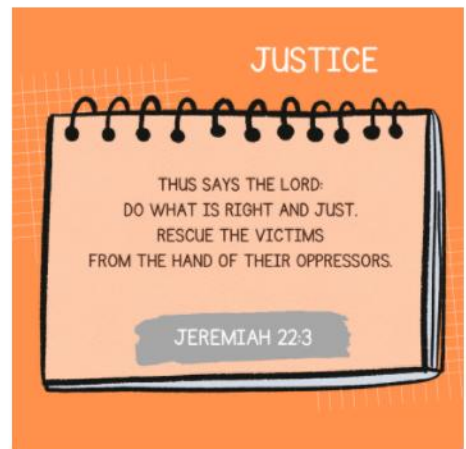 JUSTICE
THUS SAYS THE LORD:
DO WHAT IS RIGHT AND JUST.
RESCUE THE VICTIMS
FROM THE HAND OF THEIR OPPRESSORS.
JEREMIAH 22:3